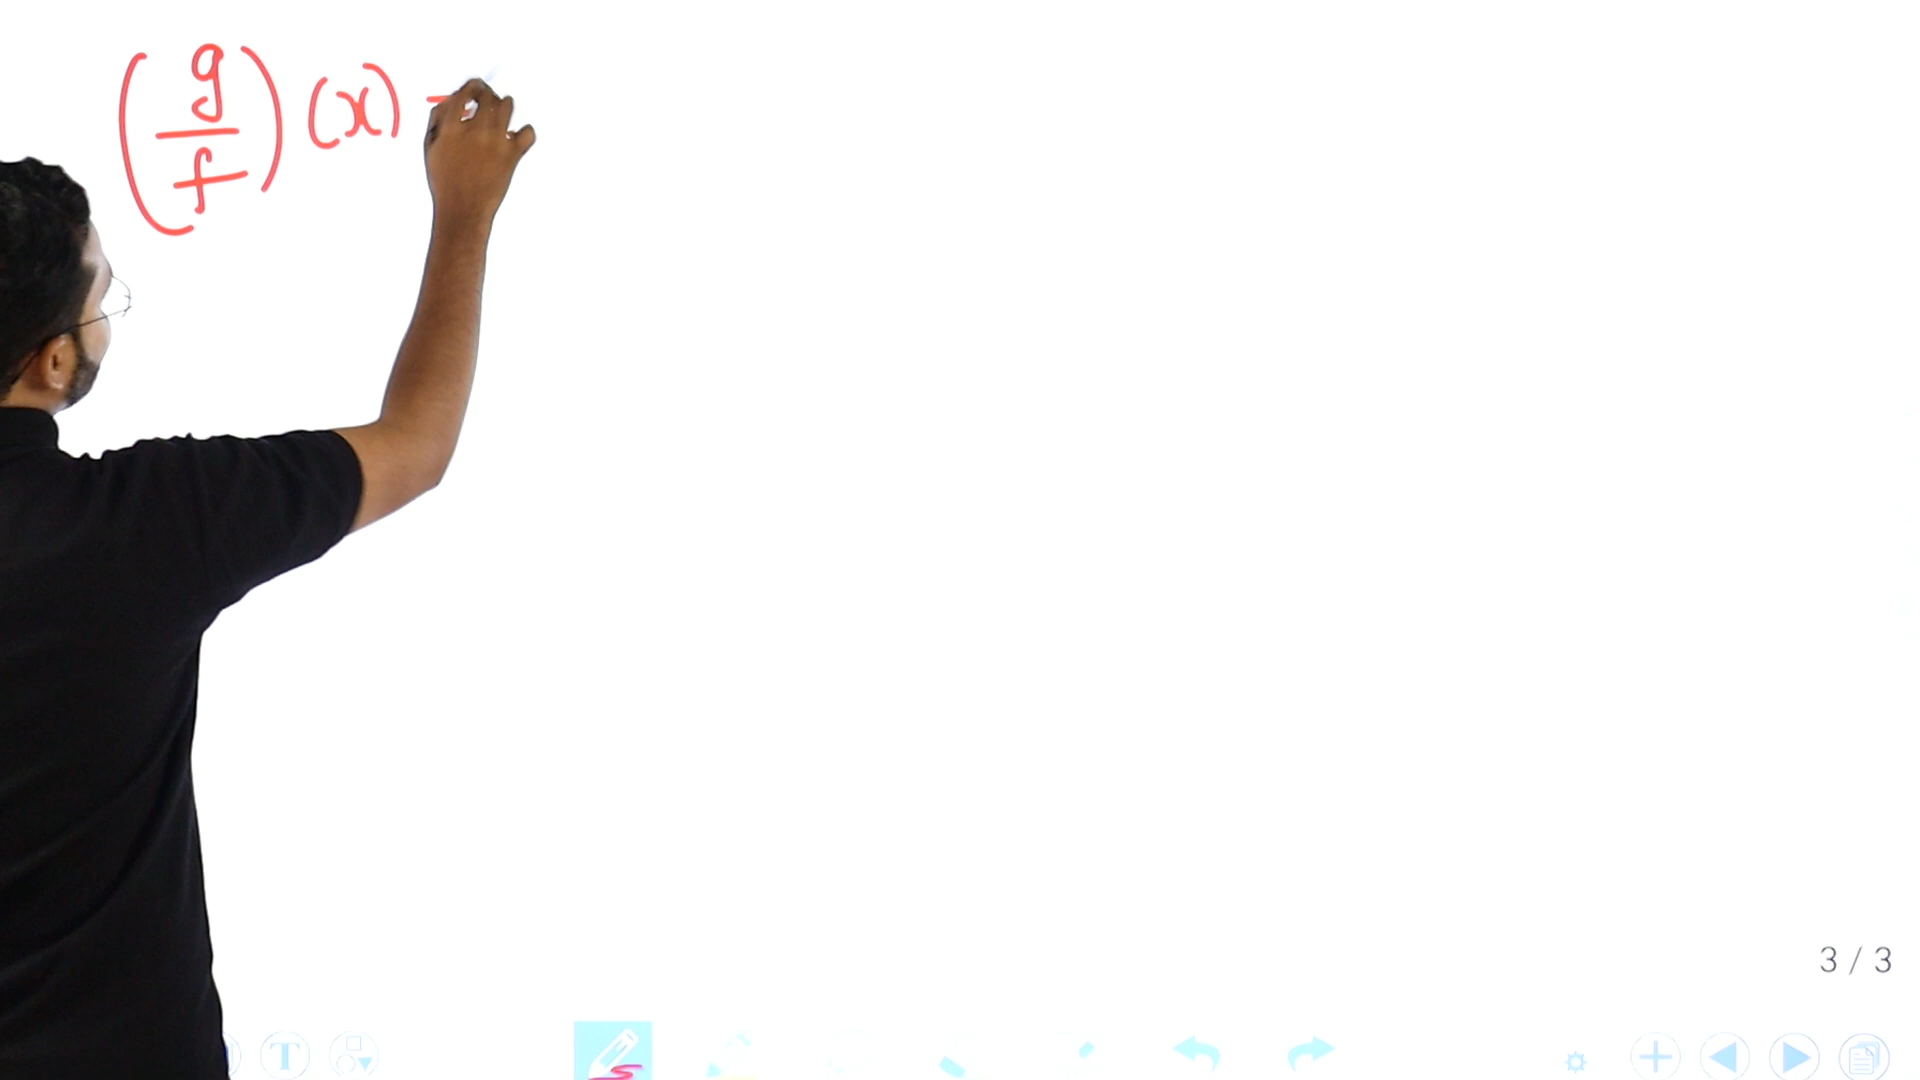 (g/f)(x) =
3 / 3
T